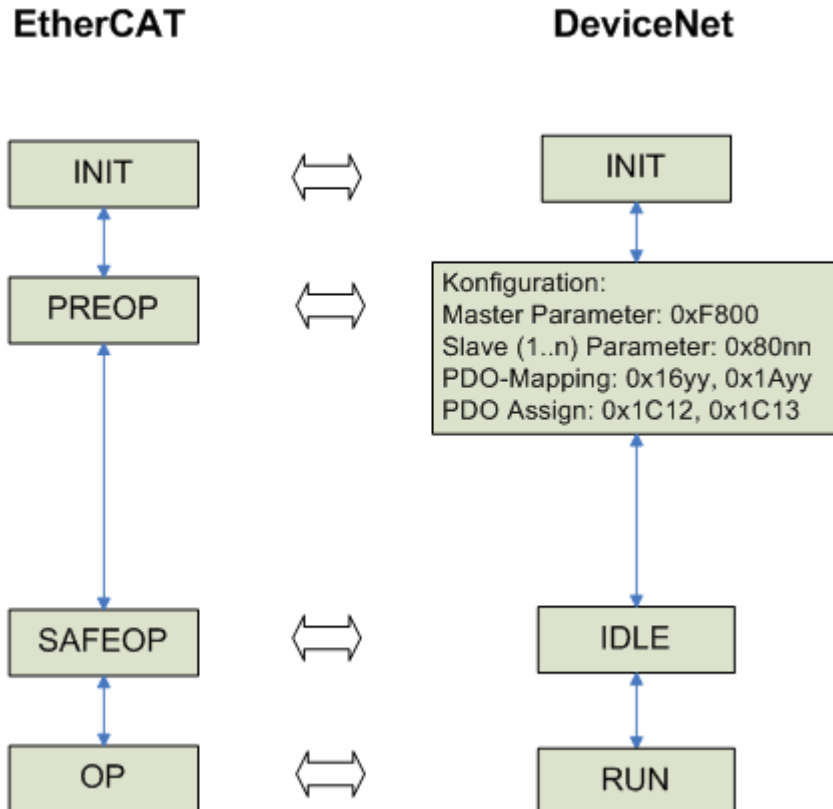 EtherCAT
DeviceNet
INIT
INIT
PREOP
Konfiguration:
Master Parameter: 0xF800
Slave (1..n) Parameter: 0x80nn
PDO-Mapping: 0x16yy, 0x1Ayy
PDO Assign: 0x1C12, 0x1C13
SAFEOP
IDLE
OP
RUN